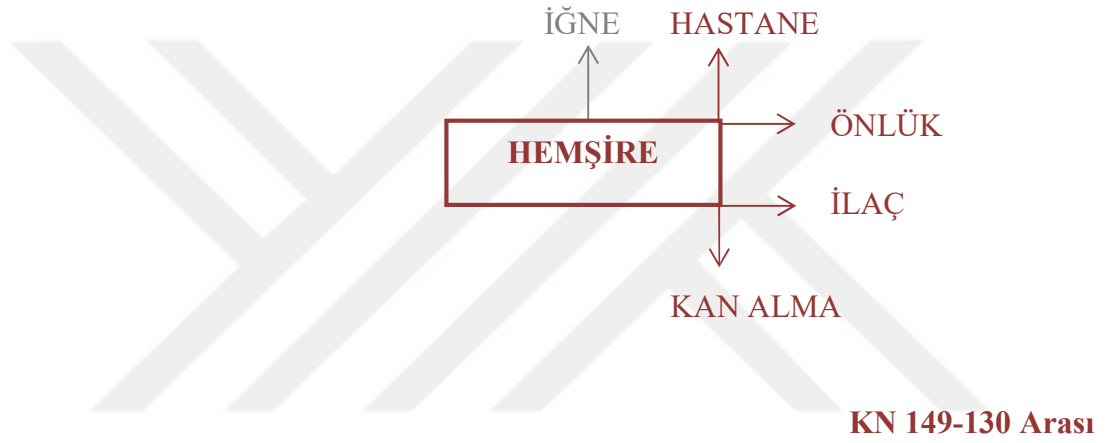 İĞNE HASTANE
ÖNLÜK
HEMŞİRE
İLAÇ
KAN ALMA
KN 149-130 Arası